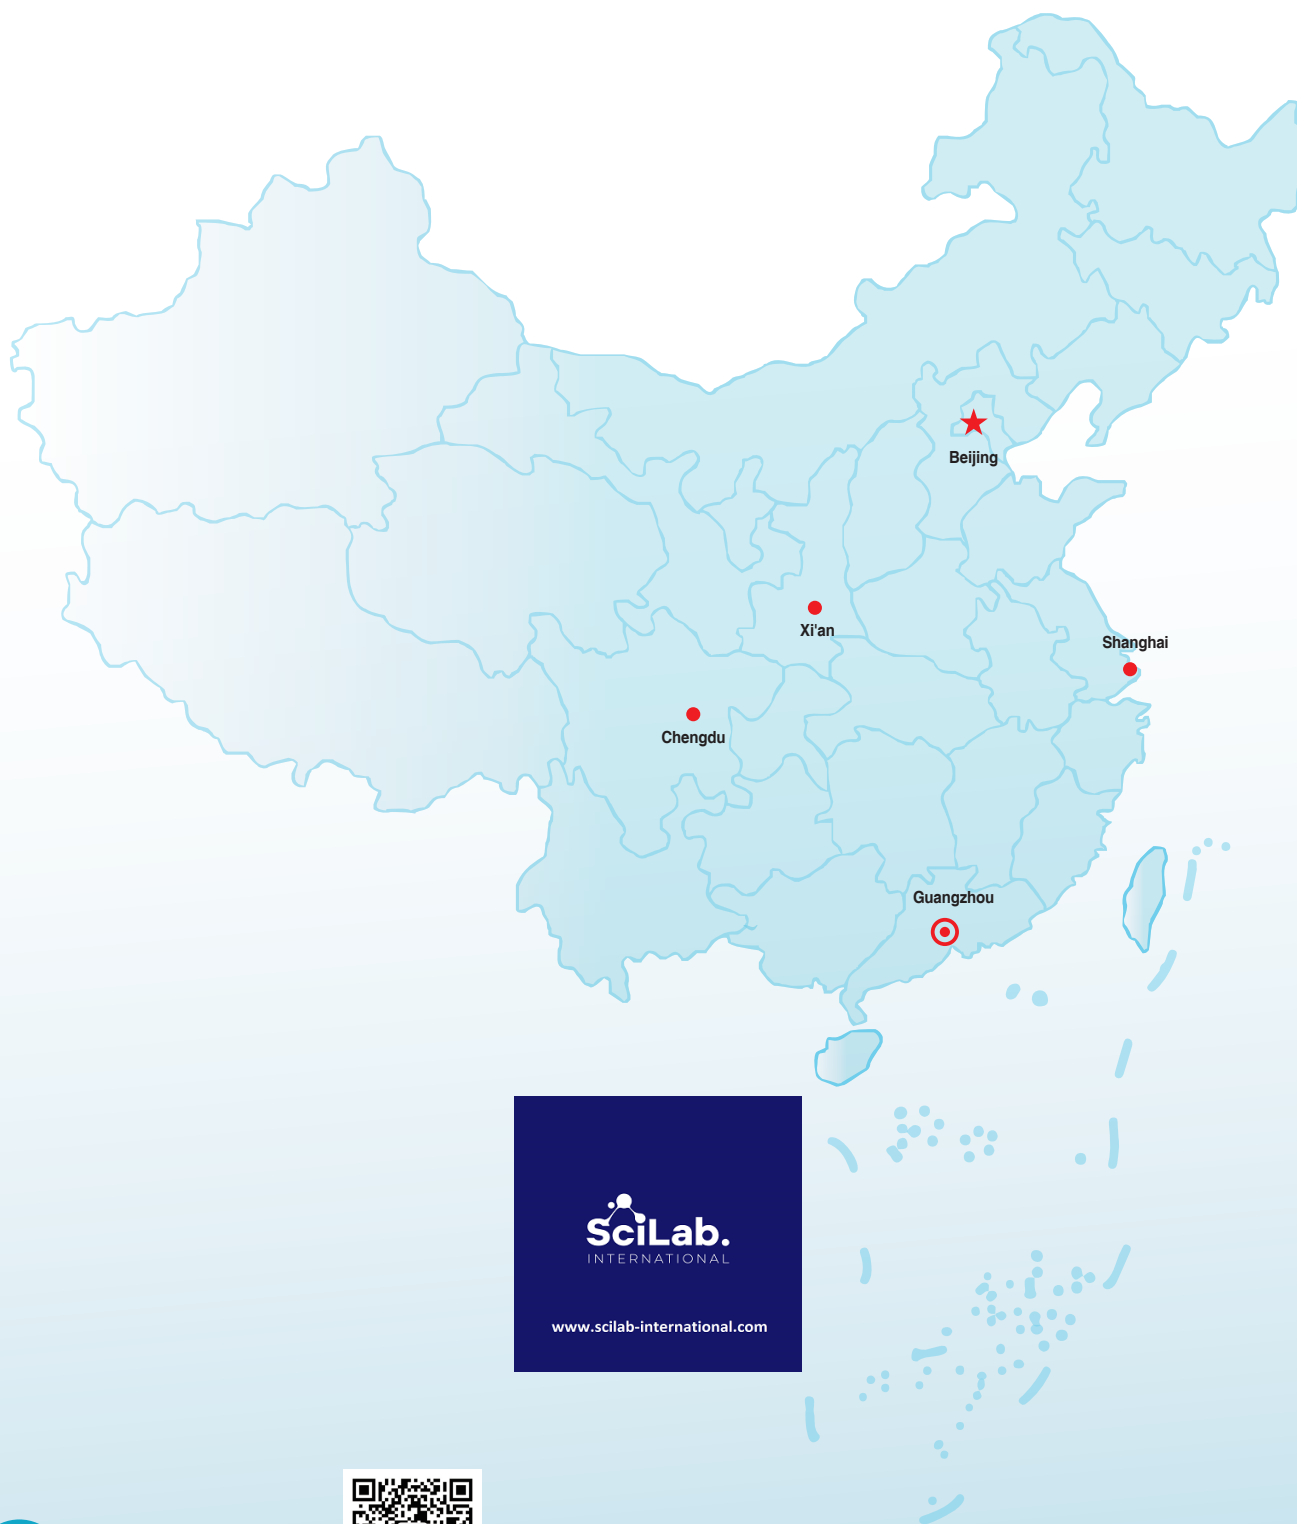 Beijing
Xi'an
Shanghai
Chengdu
Guangzhou
SciLab.
INTERNATIONAL
www.scilab-international.com